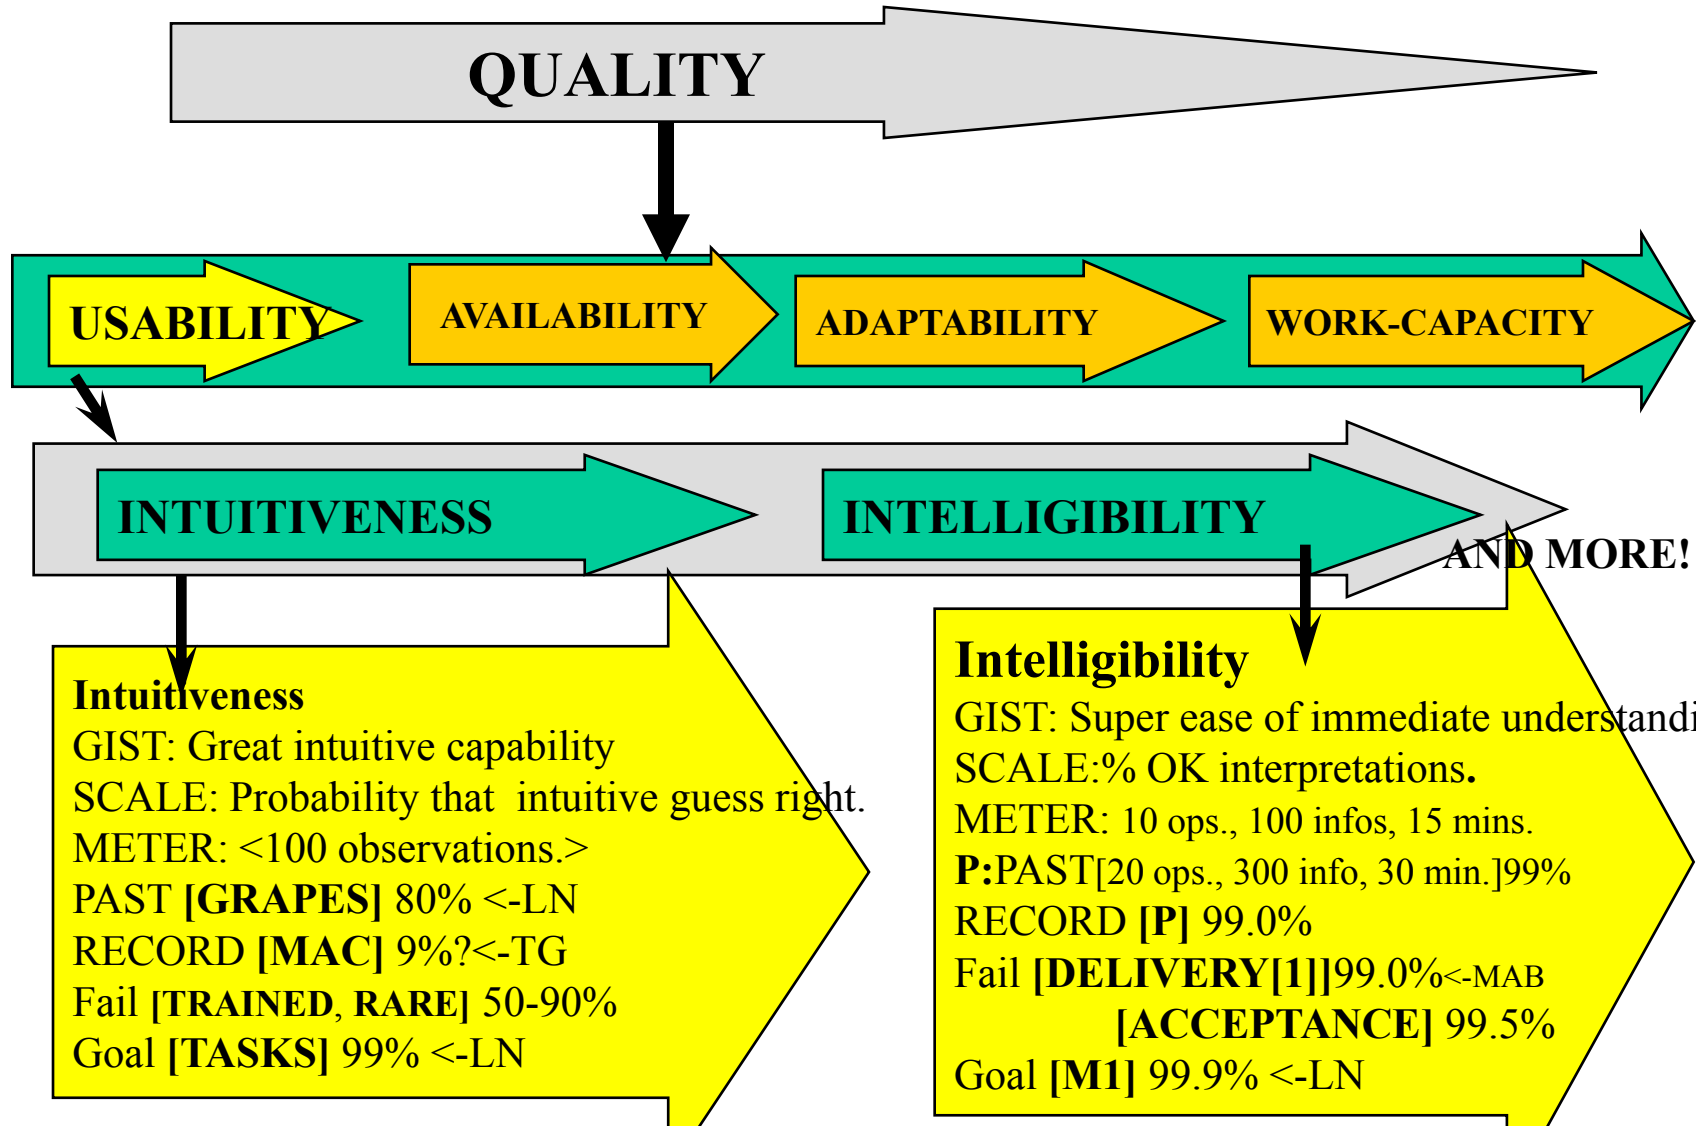 QUALITY
USABILITY
AVAILABILITY
ADAPTABILITY
WORK-CAPACITY
INTUITIVENESS
INTELLIGIBILITY
AND MORE!
Intuitiveness
GIST: Great intuitive capability
SCALE: Probability that intuitive guess right.
METER: <100 observations.>
PAST [GRAPES] 80% <-LN
RECORD [MAC] 9%?<-TG
Fail [TRAINED, RARE] 50-90%
Goal [TASKS] 99% <-LN
Intelligibility
GIST: Super ease of immediate understandi
SCALE:% OK interpretations.
METER: 10 ops., 100 infos, 15 mins.
P:PAST[20 ops., 300 info, 30 min.]99%
RECORD [P] 99.0%
Fail [DELIVERY[1]]99.0%<-MAB
[ACCEPTANCE] 99.5%
Goal [M1] 99.9% <-LN